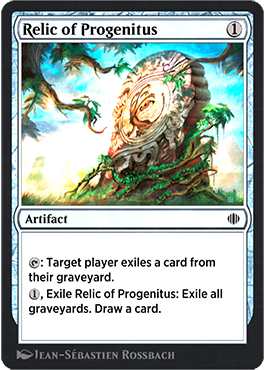 Relic of Progenitus 1
Artifact
: Target player exiles a card from
their graveyard.
1, Exile Relic of Progenitus: Exile all
graveyards. Draw a card.
Jean-Sébastien Rossbach